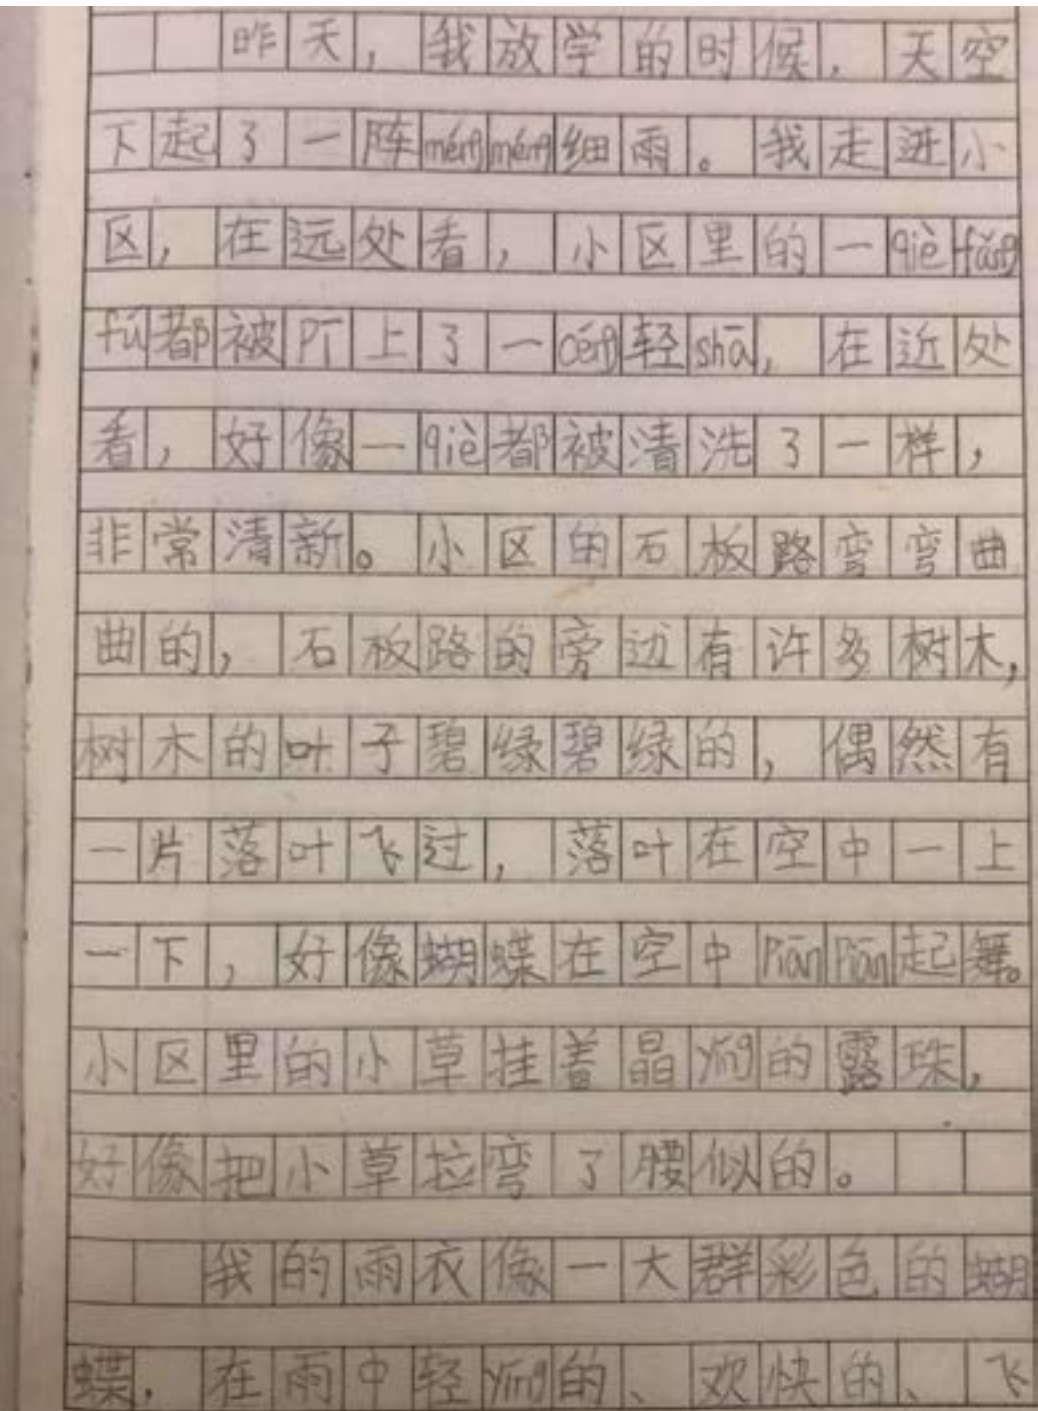 昨天，我放学的时候，天空
下起了一阵méngméng细雨。我走进小
区，在远处看，小区里的一qièfǎng
fú都被pī上了一céng轻shā，在近处
看，好像一qiè都被清洗了一样，
非常清新。小区的石板路弯弯曲
曲的，石板路的旁边有许多树木，
树木的叶子碧绿碧绿的，偶然有
一片落叶飞过，落叶在空中一上
一下，好像蝴蝶在空中piānpiān起舞。
小区里的小草挂着晶yīng的露珠，
好像把小草拉弯了腰似的。
我的雨衣像一大群彩色的蝴
蝶，在雨中轻yíng的、欢快的、飞